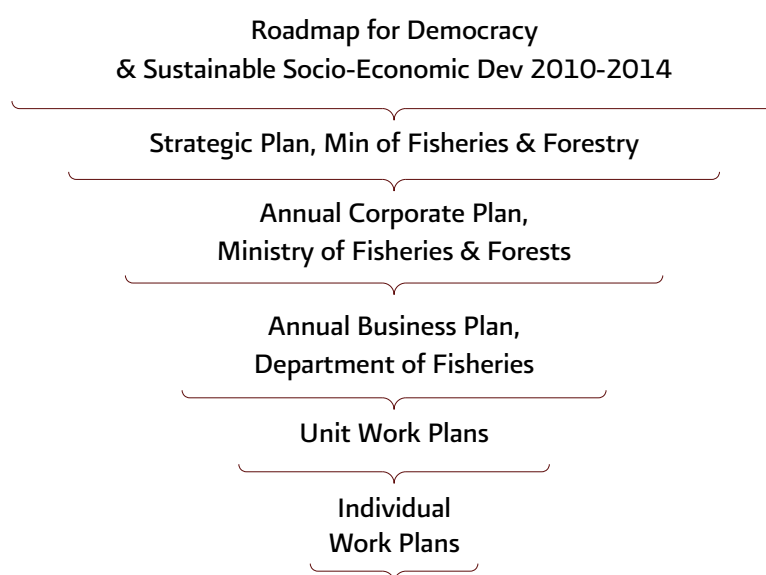 Roadmap for Democracy
& Sustainable Socio-Economic Dev 2010-2014
Strategic Plan, Min of Fisheries & Forestry
Annual Corporate Plan,
Ministry of Fisheries & Forests
Annual Business Plan,
Department of Fisheries
Unit Work Plans
Individual
Work Plans